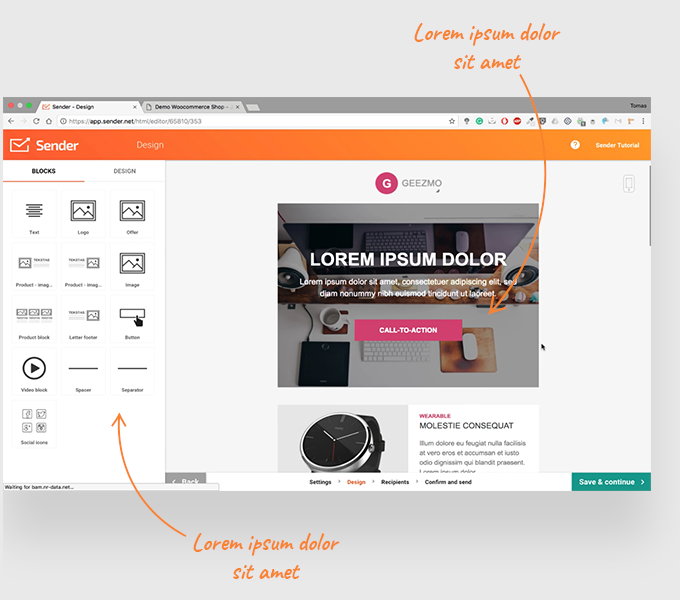 Lorem ipsum dolor
sit amet
Sender - Design
Demo Woocommerce Shop -
Tomas
https://app.sender.net/html/editor/65810/353
Sender
Design
?
Sender Tutorial
BLOCKS
DESIGN
Text
Logo
Offer
Product - imag...
Product - imag...
Image
Product block
Letter footer
Button
Video block
Spacer
Separator
Social icons
G GEEZMO
LOREM IPSUM DOLOR
Lorem ipsum dolor sit amet, consectetuer adipiscing elit, sed
diam nonummy nibh euismod tincidunt ut laoreet.
CALL-TO-ACTION
WEARABLE
MOLESTIE CONSEQUAT
Illum dolore eu feugiat nulla facilisis
at vero eros et accumsan et iusto
odio dignissim qui blandit praesent.
Lorem ipsum dolor
Waiting for bam.nr-data.net...
Back
Settings > Design > Recipients > Confirm and send
Save & continue
Lorem ipsum dolor
sit amet